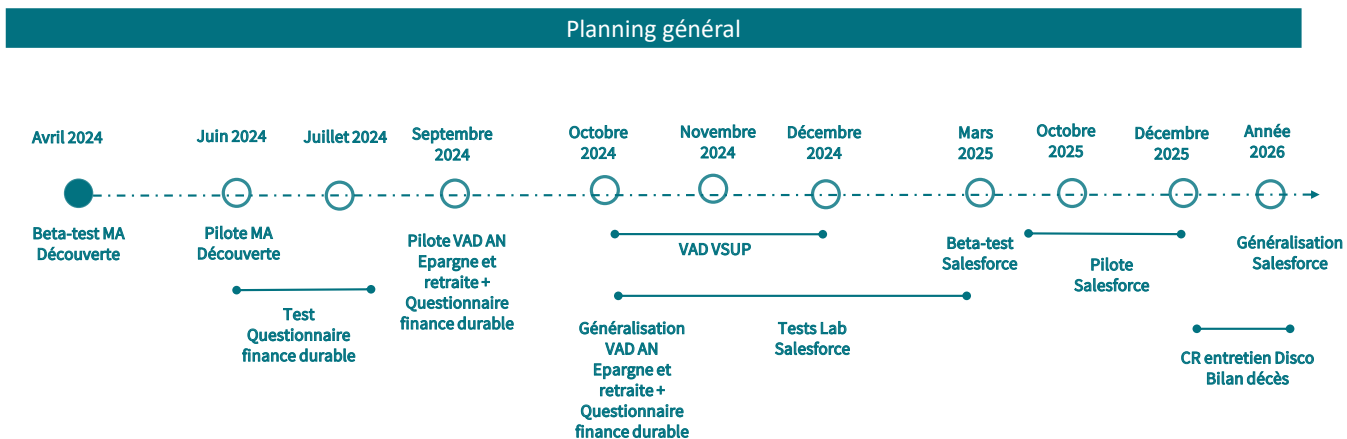 Planning général
Avril 2024
Juin 2024
Juillet 2024
Septembre
2024
Octobre
2024
Novembre
2024
Décembre
2024
Mars
2025
Octobre
2025
Décembre
2025
Année
2026
Beta-test MA
Découverte
Pilote MA
Découverte
Test
Questionnaire
finance durable
Pilote VAD AN
Epargne et
retraite +
Questionnaire
finance durable
VAD VSUP
Généralisation
VAD AN
Epargne et
retraite +
Questionnaire
finance durable
Tests Lab
Salesforce
Beta-test
Salesforce
Pilote
Salesforce
Généralisation
Salesforce
CR entretien Disco
Bilan décès